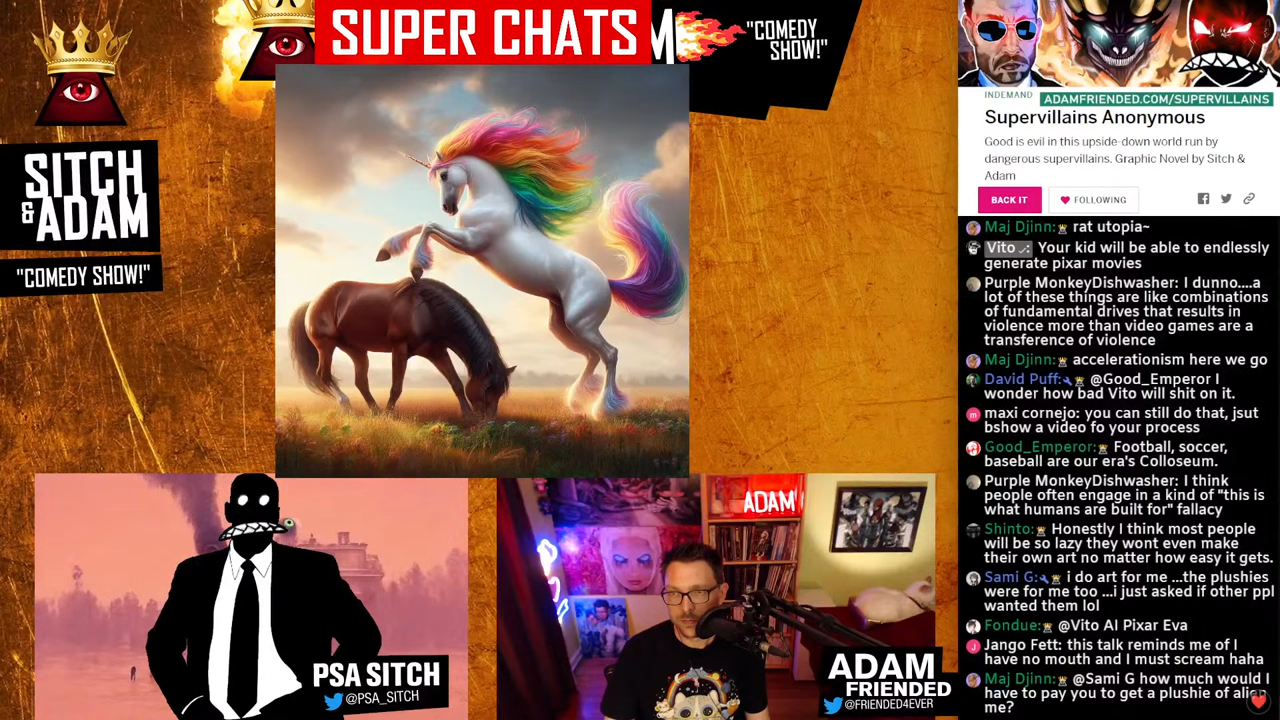 SUPER CHATS
M
"COMEDY
SHOW!"
SITCH
& ADAM
"COMEDY SHOW!"
INDEMAND
ADAMFRIENDED.COM/SUPERVILLAINS
Supervillains Anonymous
Good is evil in this upside-down world run by
dangerous supervillains. Graphic Novel by Sitch &
Adam
BACK IT
FOLLOWING
Maj Djinn: rat utopia~
Vito: Your kid will be able to endlessly
generate pixar movies
Purple MonkeyDishwasher: I dunno....a
lot of these things are like combinations
of fundamental drives that results in
violence more than video games are a
transference of violence
Maj Djinn: accelerationism here we go
David Puff: @Good_Emperor I
wonder how bad Vito will shit on it.
maxi cornejo: you can still do that, jsut
bshow a video fo your process
Good_Emperor: Football, soccer,
baseball are our era's Colloseum.
Purple MonkeyDishwasher: I think
people often engage in a kind of "this is
what humans are built for" fallacy
Shinto: Honestly I think most people
will be so lazy they wont even make
their own art no matter how easy it gets.
Sami G: i do art for me ...the plushies
were for me too ...i just asked if other ppl
wanted them lol
Fondue: @Vito AI Pixar Eva
Jango Fett: this talk reminds me of I
have no mouth and I must scream haha
Maj Djinn: @Sami G how much would I
have to pay you to get a plushie of
me?
ADAM
PSA SITCH
@PSA_SITCH
ADAM
FRIENDED
@FRIENDED4EVER